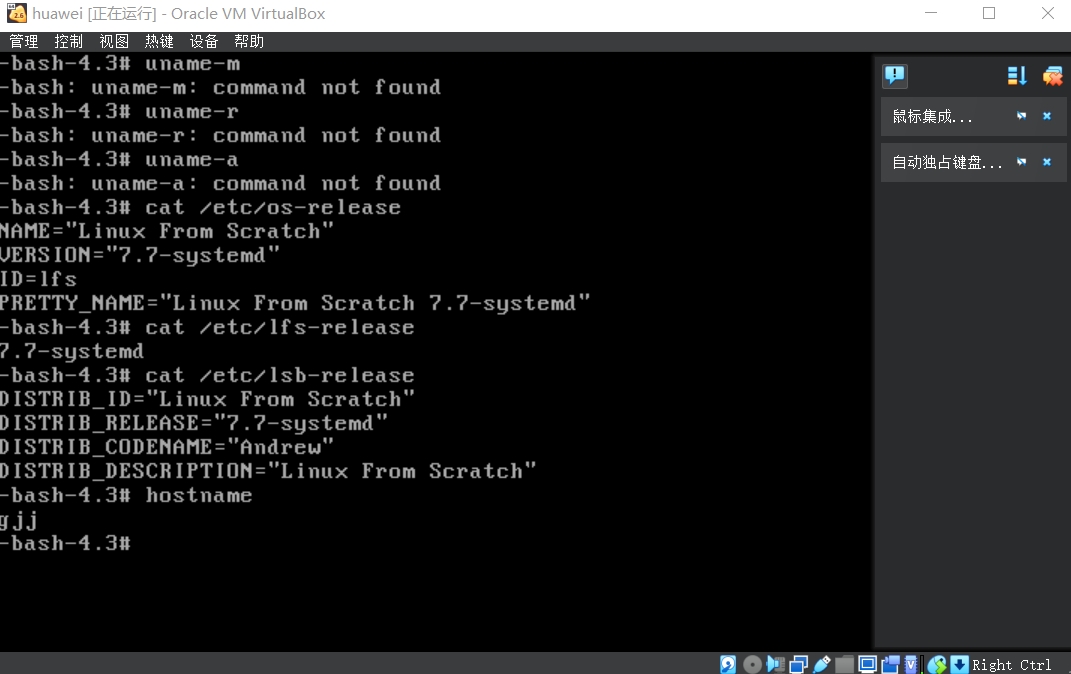 huawei [正在运行] - Oracle VM VirtualBox
管理 控制 视图 热键 设备 帮助
-bash-4.3# uname-m
-bash: uname-m: command not found
-bash-4.3# uname-r
-bash: uname-r: command not found
-bash-4.3# uname-a
-bash: uname-a: command not found
-bash-4.3# cat /etc/os-release
NAME="Linux From Scratch"
VERSION="7.7-systemd"
ID=lfs
PRETTY_NAME="Linux From Scratch 7.7-systemd"
-bash-4.3# cat /etc/lfs-release
7.7-systemd
-bash-4.3# cat /etc/lsb-release
DISTRIB_ID="Linux From Scratch"
DISTRIB_RELEASE="7.7-systemd"
DISTRIB_CODENAME="Andrew"
DISTRIB_DESCRIPTION="Linux From Scratch"
-bash-4.3# hostname
gjj
-bash-4.3#
鼠标集成...
自动独占键盘...
Right Ctrl